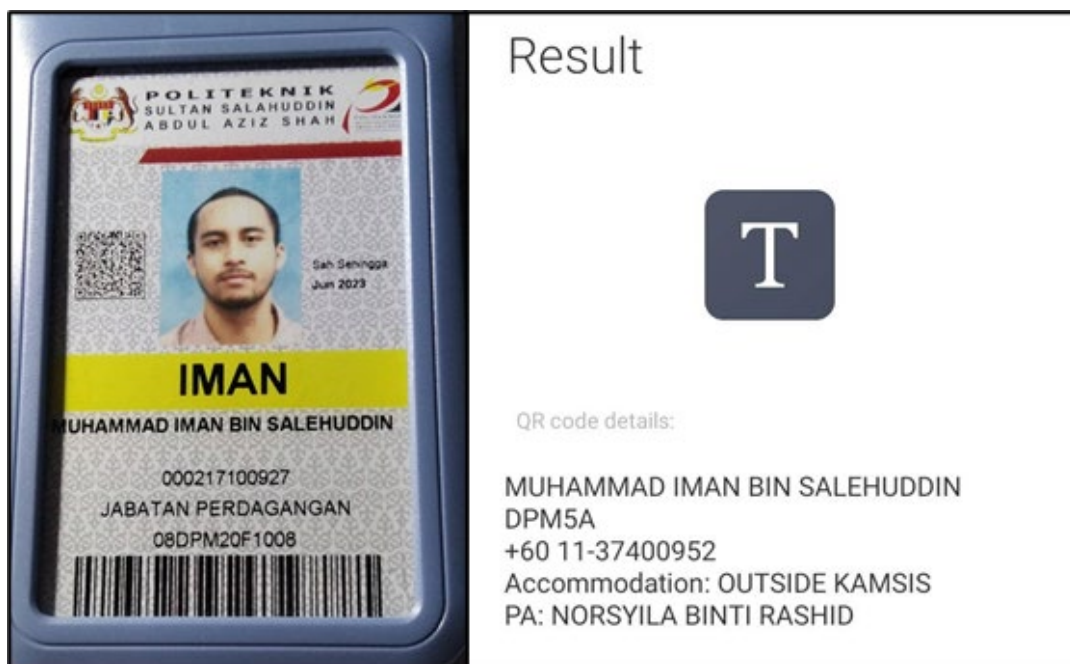 POLITEKNIK
SULTAN SALAHUDDIN
ABDUL AZIZ SHAH
Sah Sehingga
Jun 2023
IMAN
MUHAMMAD IMAN BIN SALEHUDDIN
000217100927
JABATAN PERDAGANGAN
08DPM20F1008
Result
T
QR code details:
MUHAMMAD IMAN BIN SALEHUDDIN
DPM5A
+60 11-37400952
Accommodation: OUTSIDE KAMSIS
PA: NORSYILA BINTI RASHID